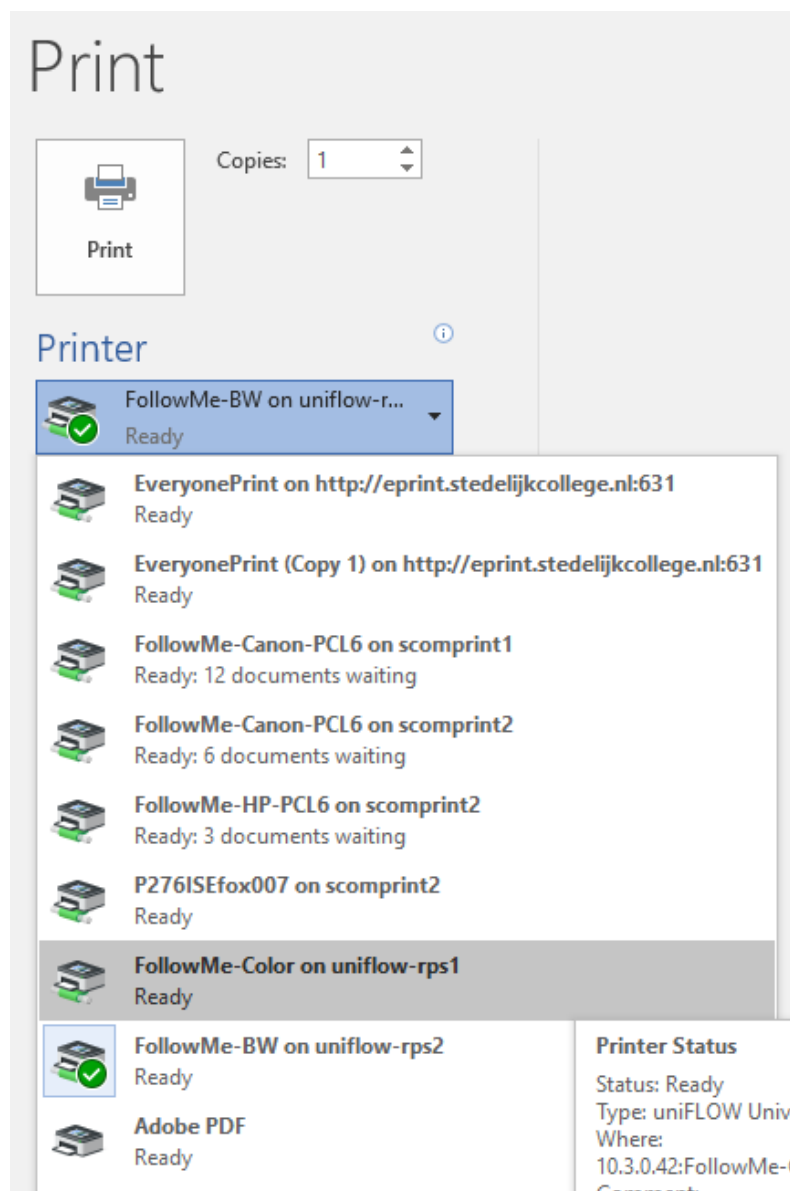 Print
Copies: 1
Print
Printer
FollowMe-BW on uniflow-r...
Ready
EveryonePrint on http://eprint.stedelijkcollege.nl:631
Ready
EveryonePrint (Copy 1) on http://eprint.stedelijkcollege.nl:631
Ready
FollowMe-Canon-PCL6 on scomprint1
Ready: 12 documents waiting
FollowMe-Canon-PCL6 on scomprint2
Ready: 6 documents waiting
FollowMe-HP-PCL6 on scomprint2
Ready: 3 documents waiting
P276ISEfox007 on scomprint2
Ready
FollowMe-Color on uniflow-rps1
Ready
FollowMe-BW on uniflow-rps2
Ready
Adobe PDF
Ready
Printer Status
Status: Ready
Type: uniFLOW Univ
Where:
10.3.0.42:FollowMe-
Comment: